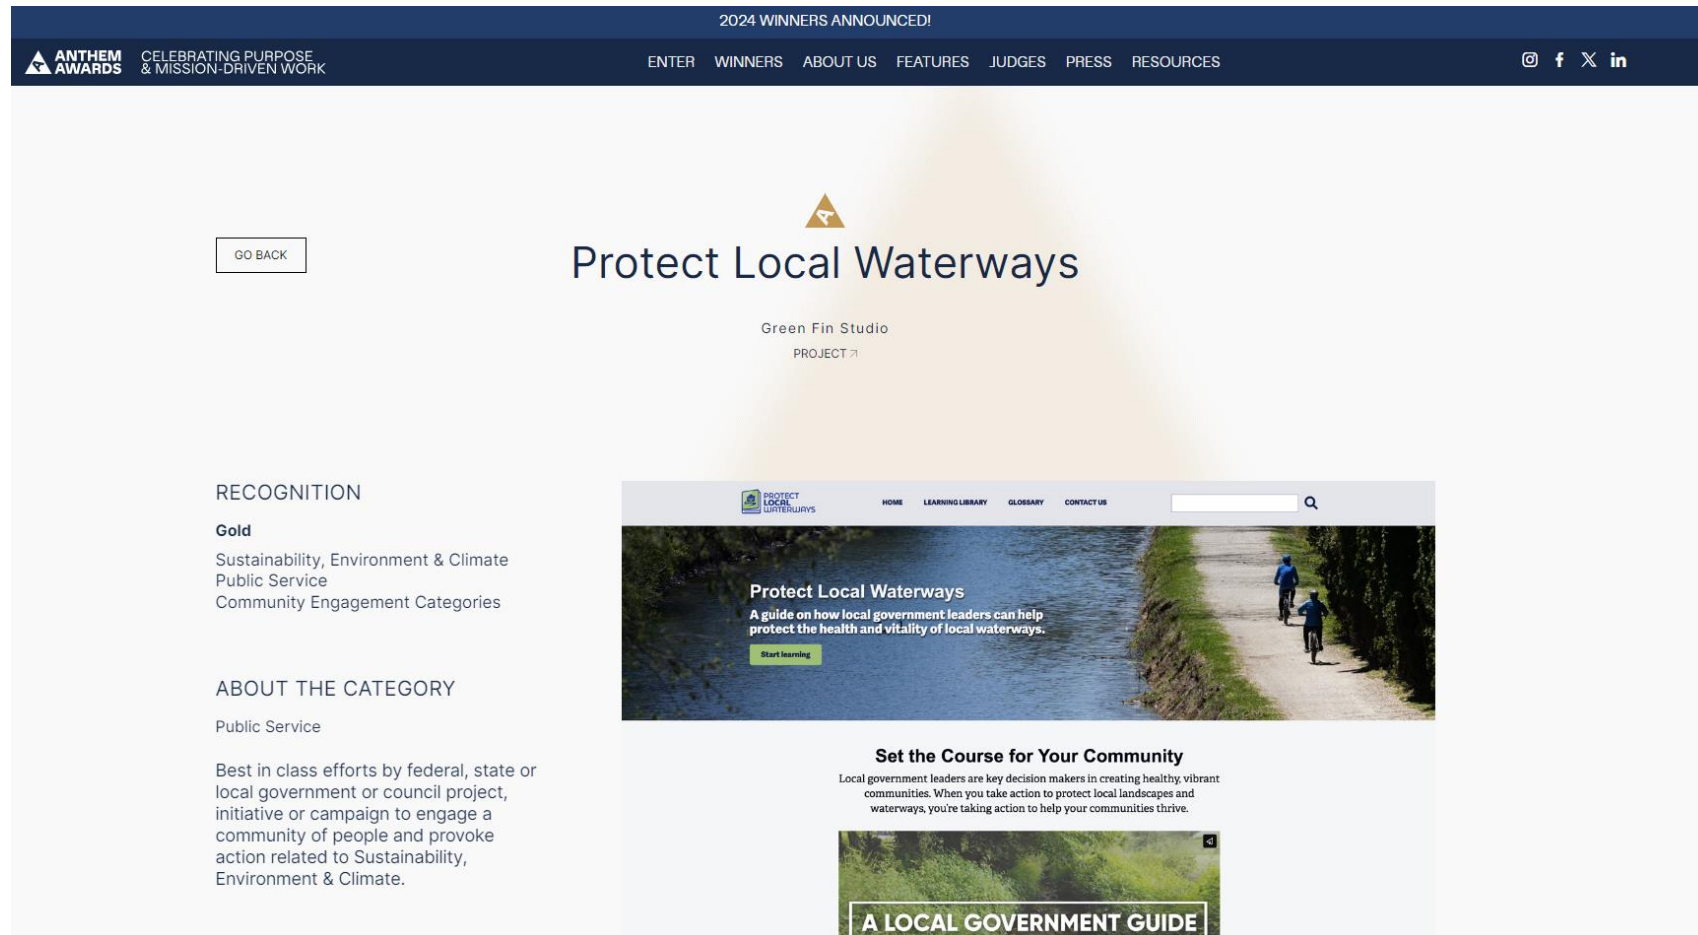 2024 WINNERS ANNOUNCED!
ANTHEM
AWARDS
CELEBRATING PURPOSE
& MISSION-DRIVEN WORK
ENTER WINNERS ABOUT US FEATURES JUDGES PRESS RESOURCES
GO BACK
Protect Local Waterways
Green Fin Studio
PROJECT
RECOGNITION
Gold
Sustainability, Environment & Climate
Public Service
Community Engagement Categories
ABOUT THE CATEGORY
Public Service
Best in class efforts by federal, state or
local government or council project,
initiative or campaign to engage a
community of people and provoke
action related to Sustainability,
Environment & Climate.
PROTECT
LOCAL
WATERWAYS
HOME LEARNING LIBRARY GLOSSARY CONTACT US
Protect Local Waterways
A guide on how local government leaders can help
protect the health and vitality of local waterways.
Start learning
Set the Course for Your Community
Local government leaders are key decision makers in creating healthy, vibrant
communities. When you take action to protect local landscapes and
waterways, you're taking action to help your communities thrive.
A LOCAL GOVERNMENT GUIDE